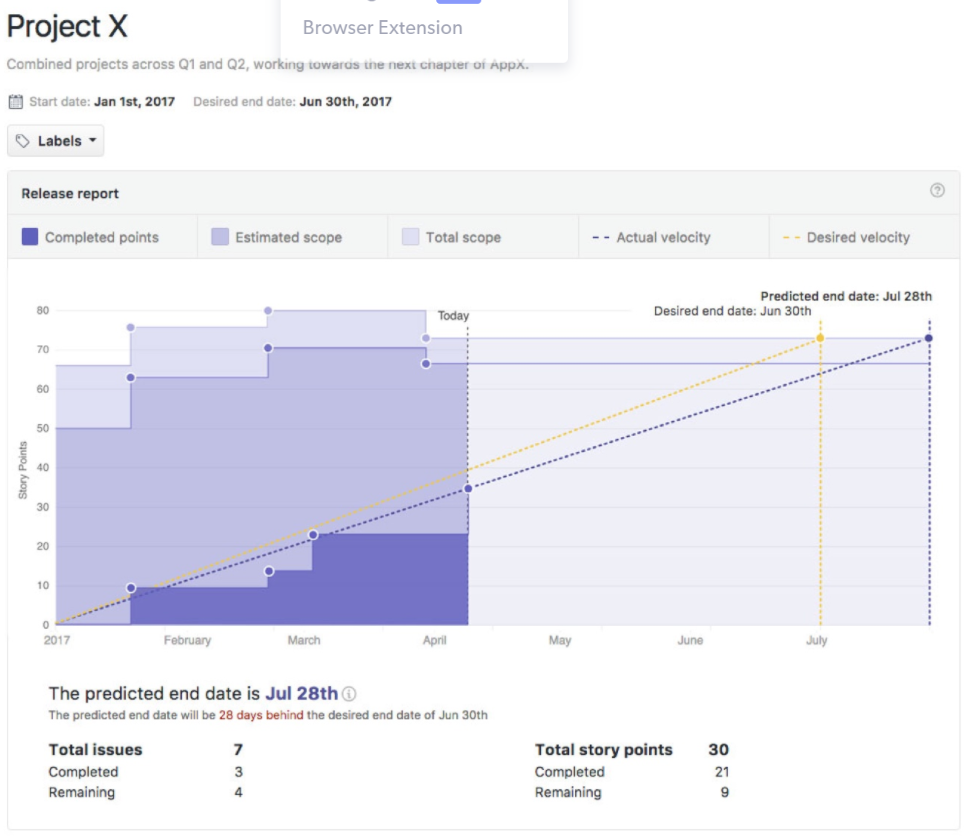 Project X
Browser Extension
Combined projects across Q1 and Q2, working towards the next chapter of AppX.
Start date: Jan 1st, 2017 Desired end date: Jun 30th, 2017
Labels
Release report
Completed points Estimated scope Total scope Actual velocity Desired velocity
Predicted end date: Jul 28th
Desired end date: Jun 30th
Today
Story Points
80
70
60
50
40
30
20
10
0
2017 February March April May June July
The predicted end date is Jul 28th
The predicted end date will be 28 days behind the desired end date of Jun 30th
Total issues 7 Total story points 30
Completed 3 Completed 21
Remaining 4 Remaining 9